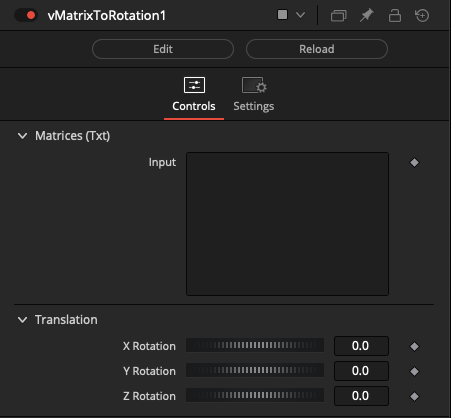 vMatrixToRotation1
Edit Reload
Controls Settings
Matrices (Txt)
Input
Translation
X Rotation 0.0
Y Rotation 0.0
Z Rotation 0.0